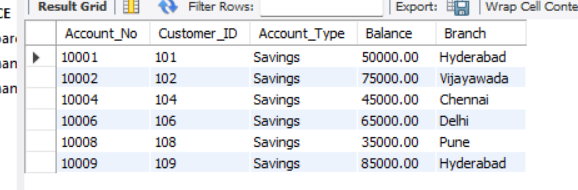 CE Result Grid Filter Rows: Export: Wrap Cell Conte
Account_No Customer_ID Account_Type Balance Branch
10001 101 Savings 50000.00 Hyderabad
10002 102 Savings 75000.00 Vijayawada
10004 104 Savings 45000.00 Chennai
10006 106 Savings 65000.00 Delhi
10008 108 Savings 35000.00 Pune
10009 109 Savings 85000.00 Hyderabad